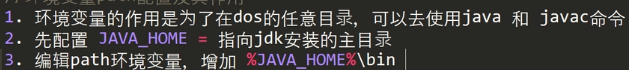 1. 环境变量的作用是为了在dos的任意目录，可以去使用java 和 javac命令
2. 先配置 JAVA_HOME = 指向jdk安装的主目录
3. 编辑path环境变量，增加 %JAVA_HOME%\bin